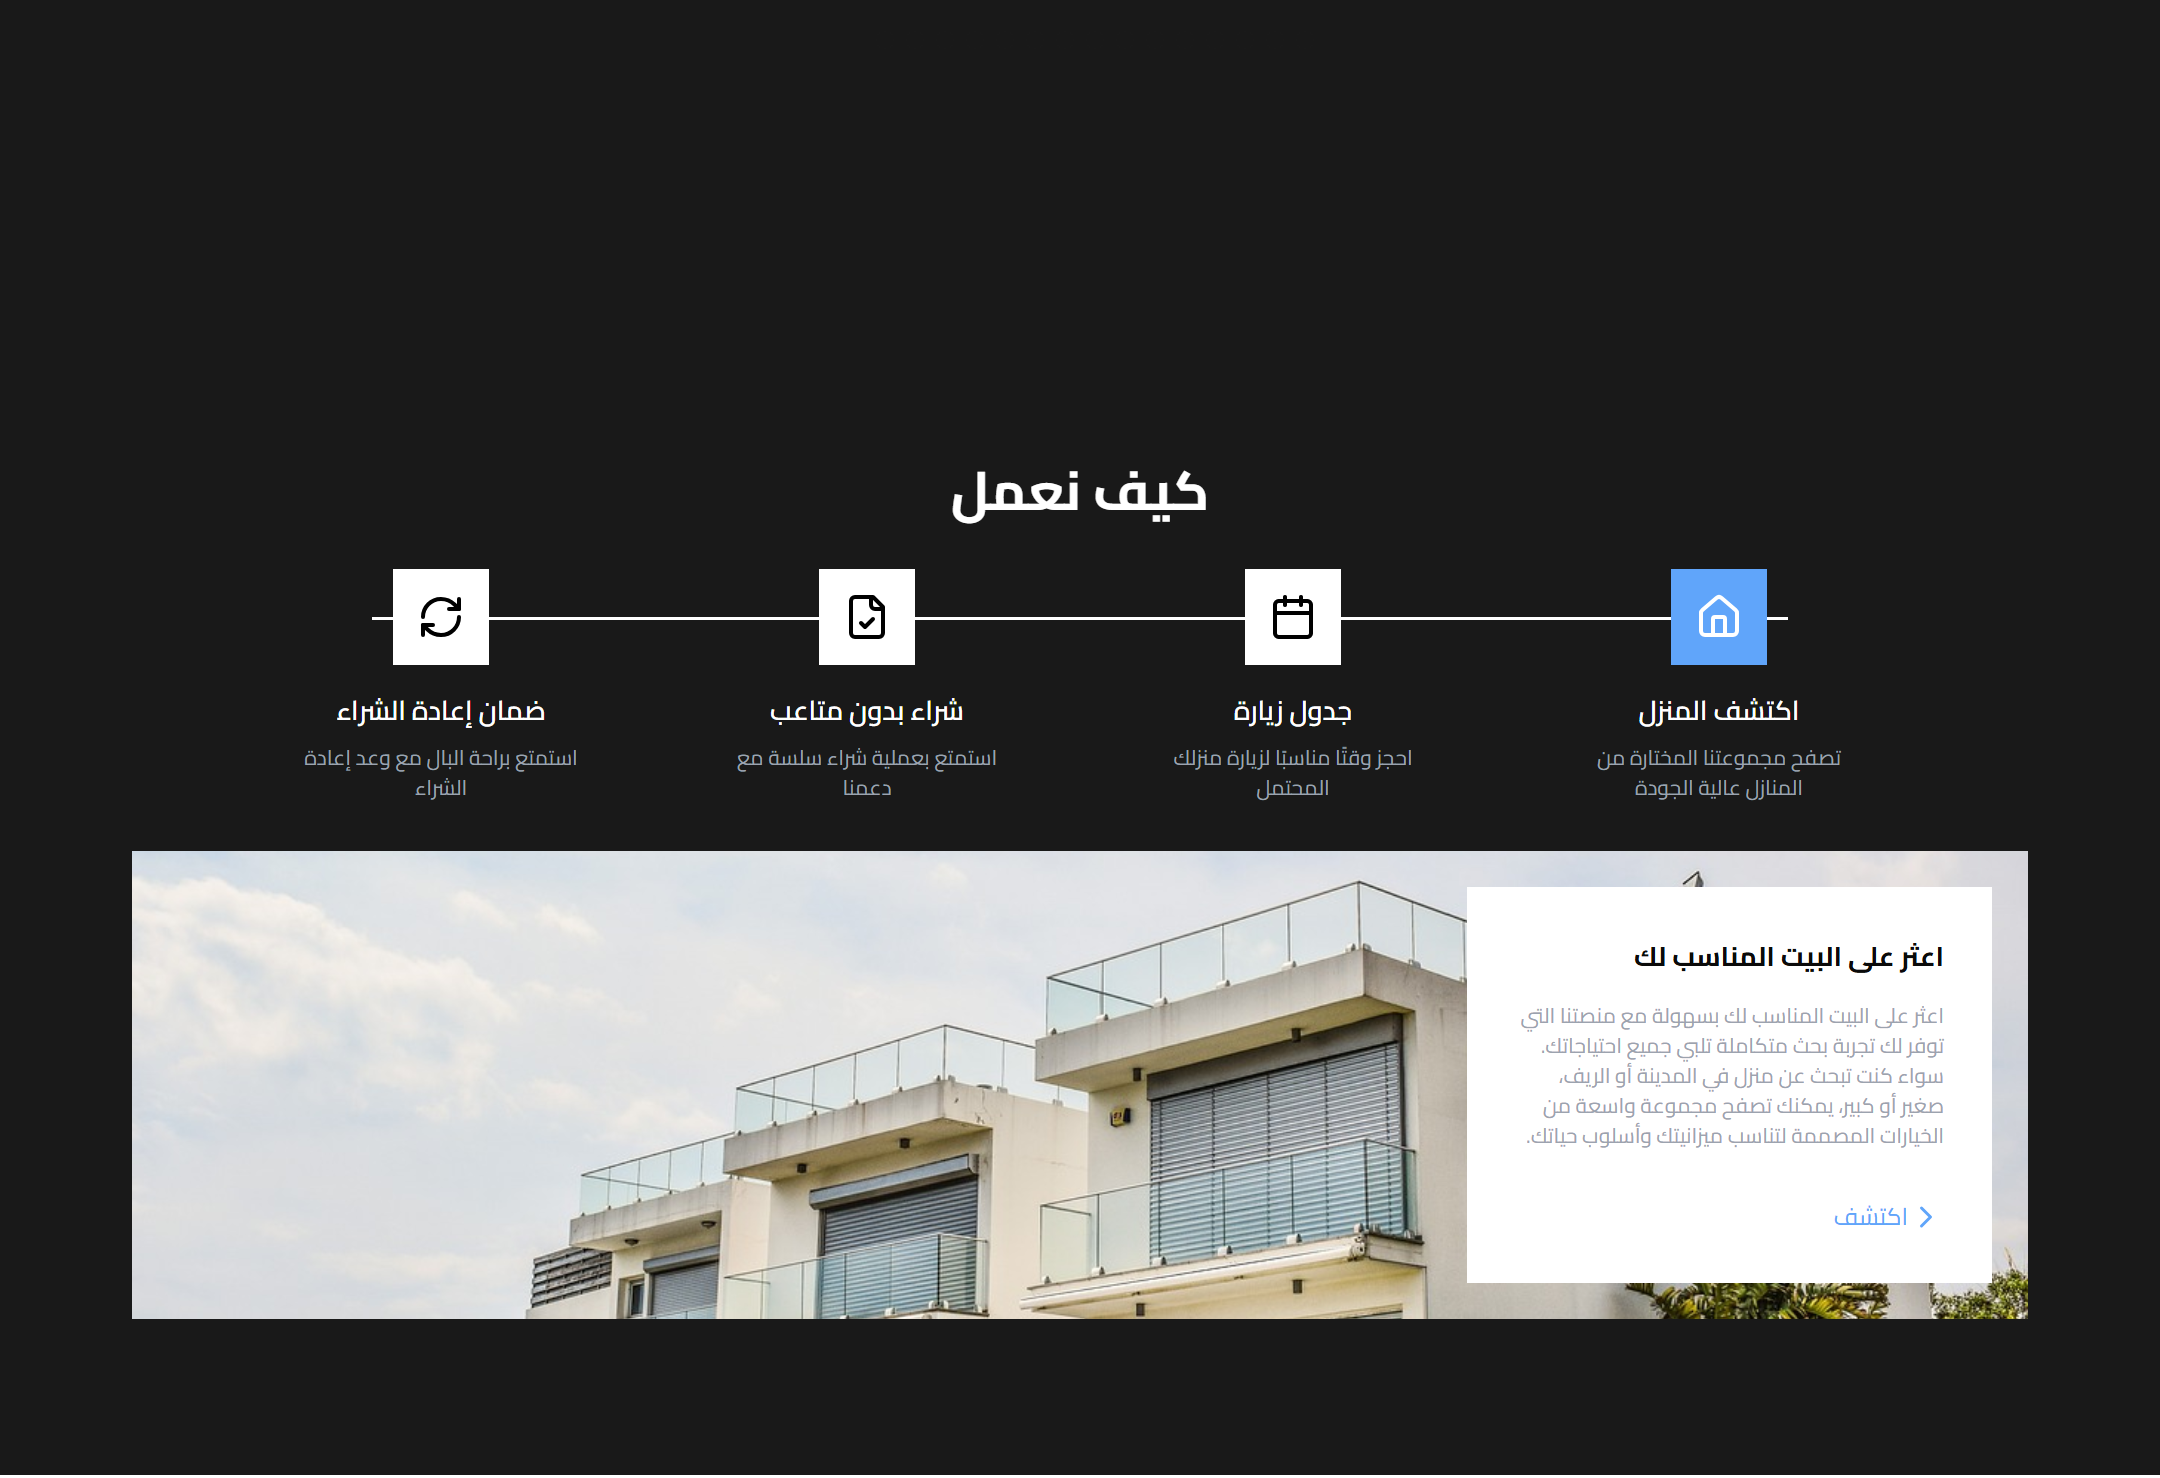 كيف نعمل
اكتشف المنزل
تصفح مجموعتنا المختارة من
المنازل عالية الجودة
جدول زيارة
احجز وقتًا مناسبًا لزيارة منزلك
المحتمل
شراء بدون متاعب
استمتع بعملية شراء سلسة مع
دعمنا
ضمان إعادة الشراء
استمتع براحة البال مع وعد إعادة
الشراء
اعثر على البيت المناسب لك
اعثر على البيت المناسب لك بسهولة مع منصتنا التي
توفر لك تجربة بحث متكاملة تلبي جميع احتياجاتك.
سواء كنت تبحث عن منزل في المدينة أو الريف،
صغير أو كبير، يمكنك تصفح مجموعة واسعة من
الخيارات المصممة لتناسب ميزانيتك وأسلوب حياتك.
اكتشف